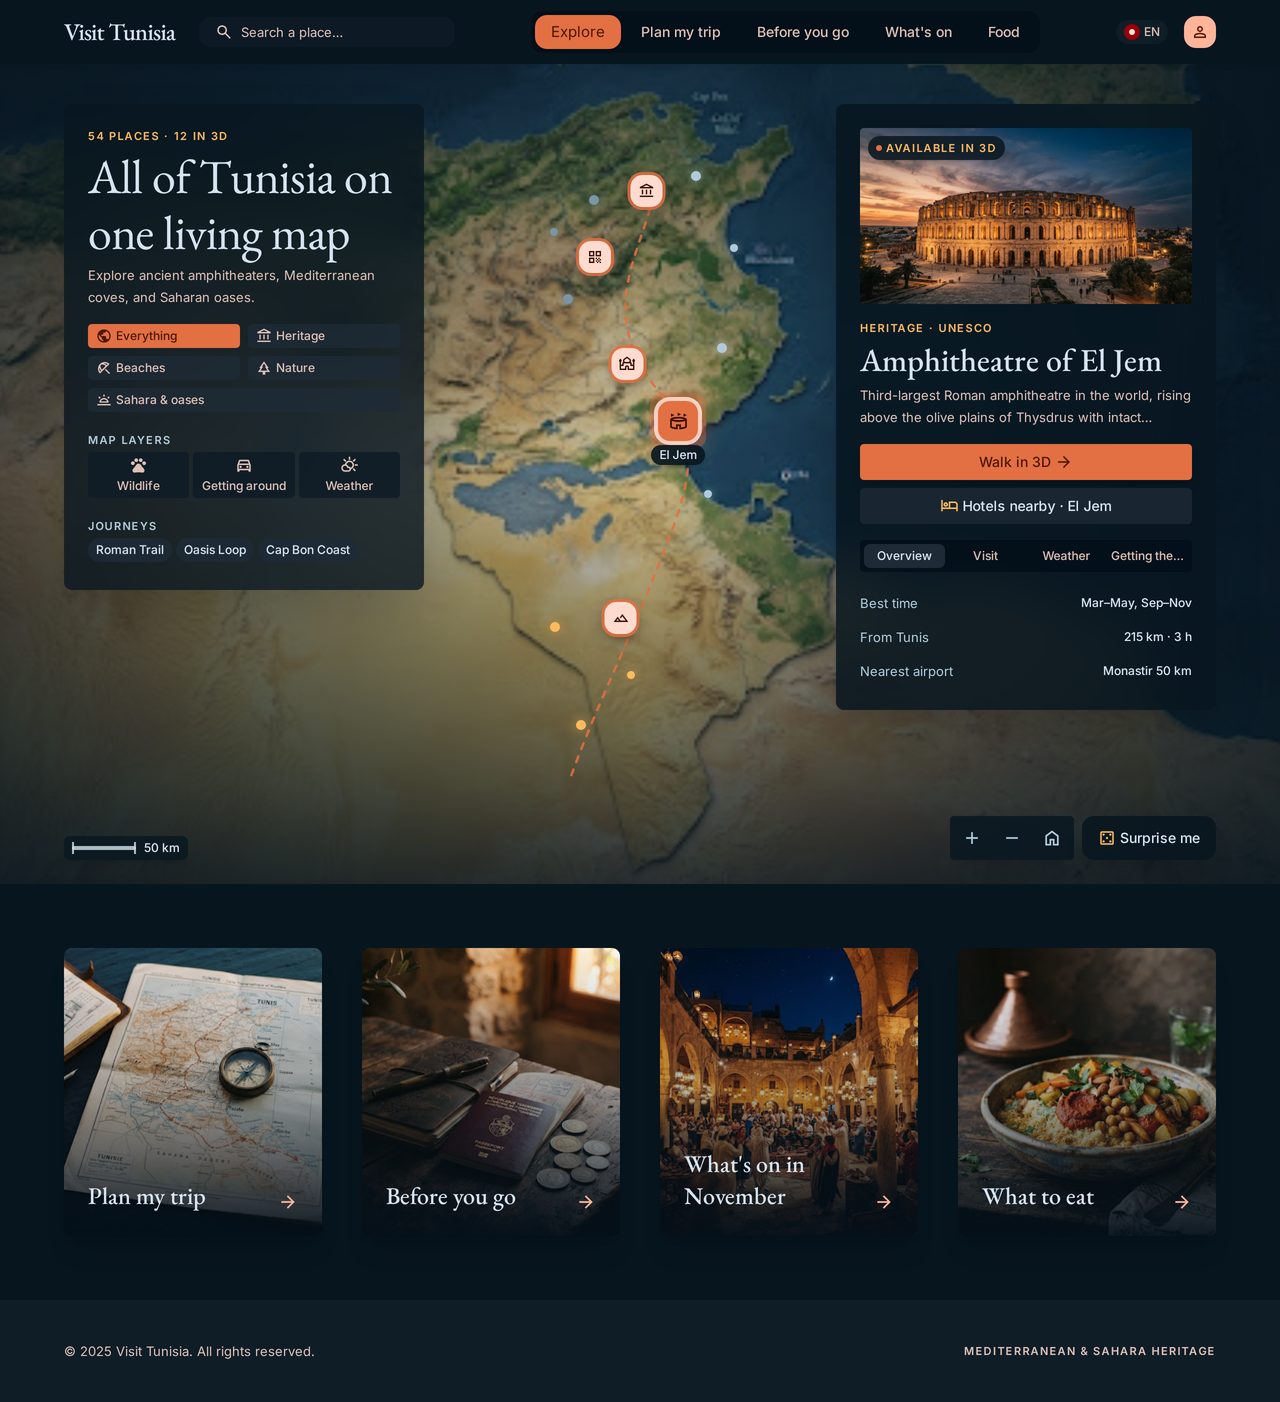 Visit Tunisia
Search a place...
Explore
Plan my trip
Before you go
What's on
Food
EN
54 PLACES · 12 IN 3D
All of Tunisia on
one living map
Explore ancient amphitheaters, Mediterranean
coves, and Saharan oases.
Everything
Heritage
Beaches
Nature
Sahara & oases
MAP LAYERS
Wildlife
Getting around
Weather
JOURNEYS
Roman Trail
Oasis Loop
Cap Bon Coast
El Jem
50 km
AVAILABLE IN 3D
HERITAGE · UNESCO
Amphitheatre of El Jem
Third-largest Roman amphitheatre in the world, rising
above the olive plains of Thysdrus with intact...
Walk in 3D
Hotels nearby · El Jem
Overview
Visit
Weather
Getting the...
Best time
Mar–May, Sep–Nov
From Tunis
215 km · 3 h
Nearest airport
Monastir 50 km
Surprise me
TUNIS
Plan my trip
Before you go
What's on in
November
What to eat
© 2025 Visit Tunisia. All rights reserved.
MEDITERRANEAN & SAHARA HERITAGE